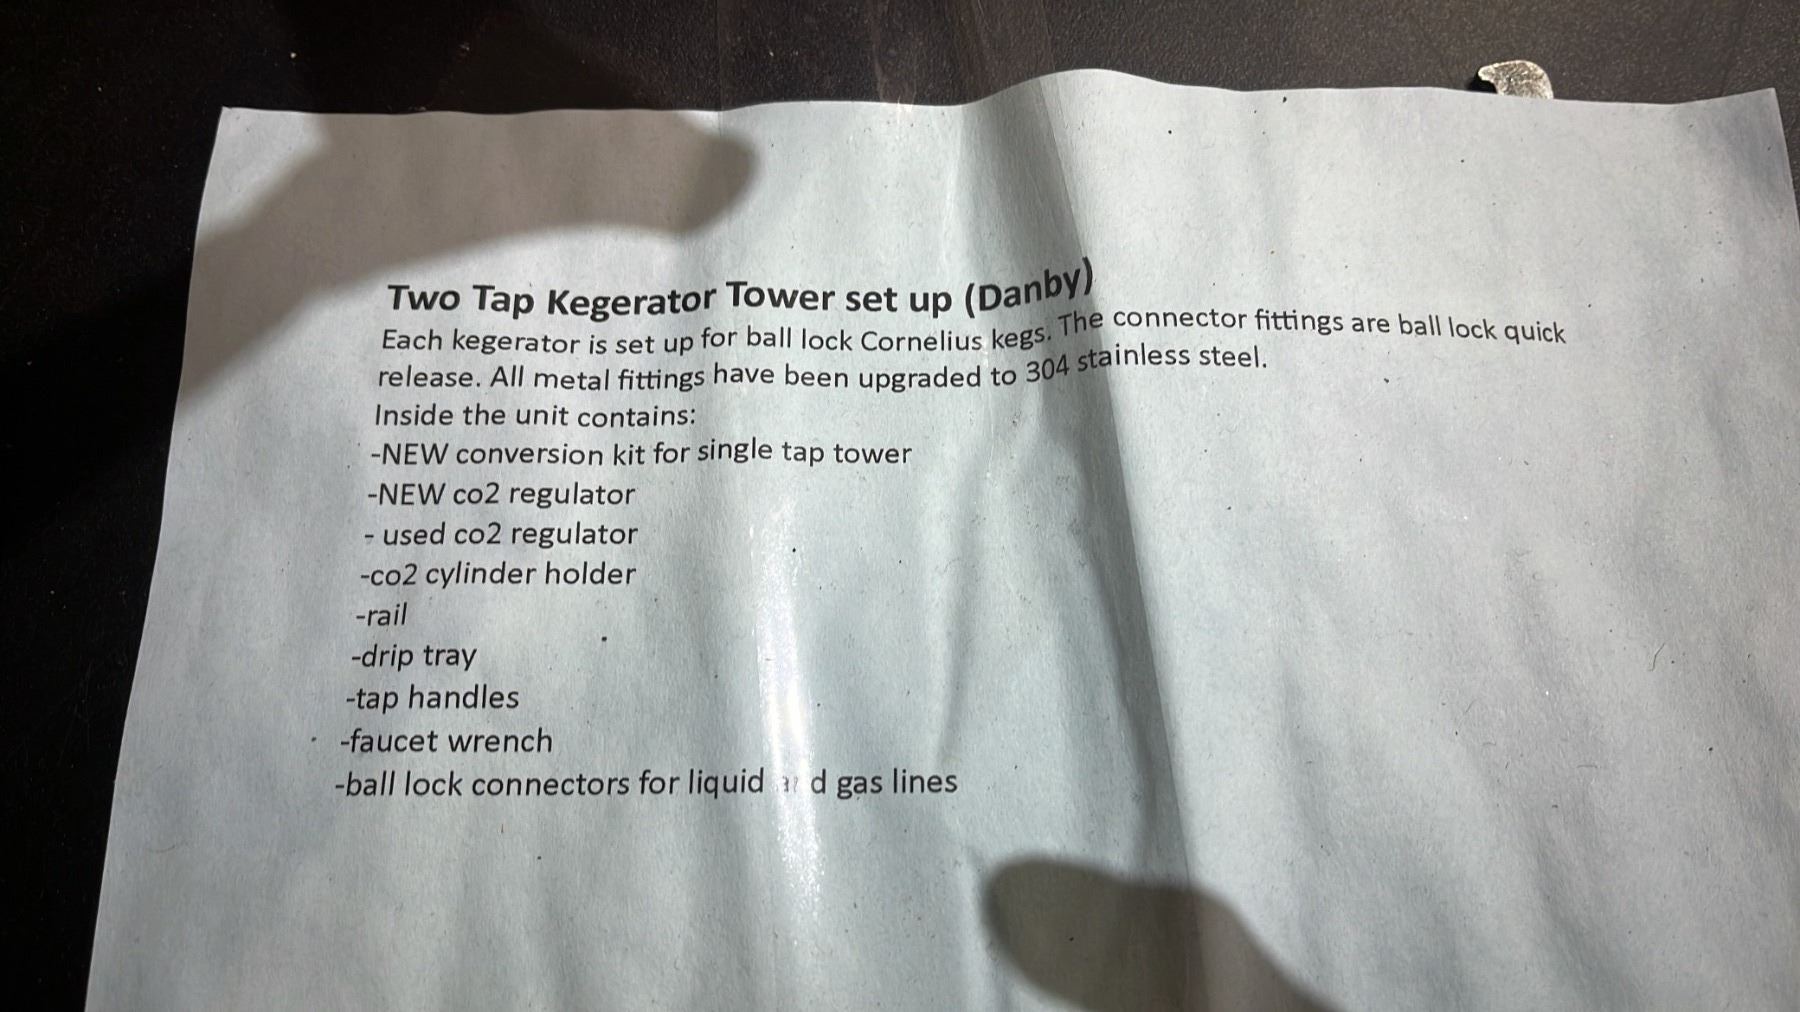 Two Tap Kegerator Tower set up (Danby)
Each kegerator is set up for ball lock Cornelius kegs. The connector fittings are ball lock quick
release. All metal fittings have been upgraded to 304 stainless steel.
Inside the unit contains:
-NEW conversion kit for single tap tower
-NEW co2 regulator
- used co2 regulator
-co2 cylinder holder
-rail
-drip tray
-tap handles
-faucet wrench
-ball lock connectors for liquid and gas lines